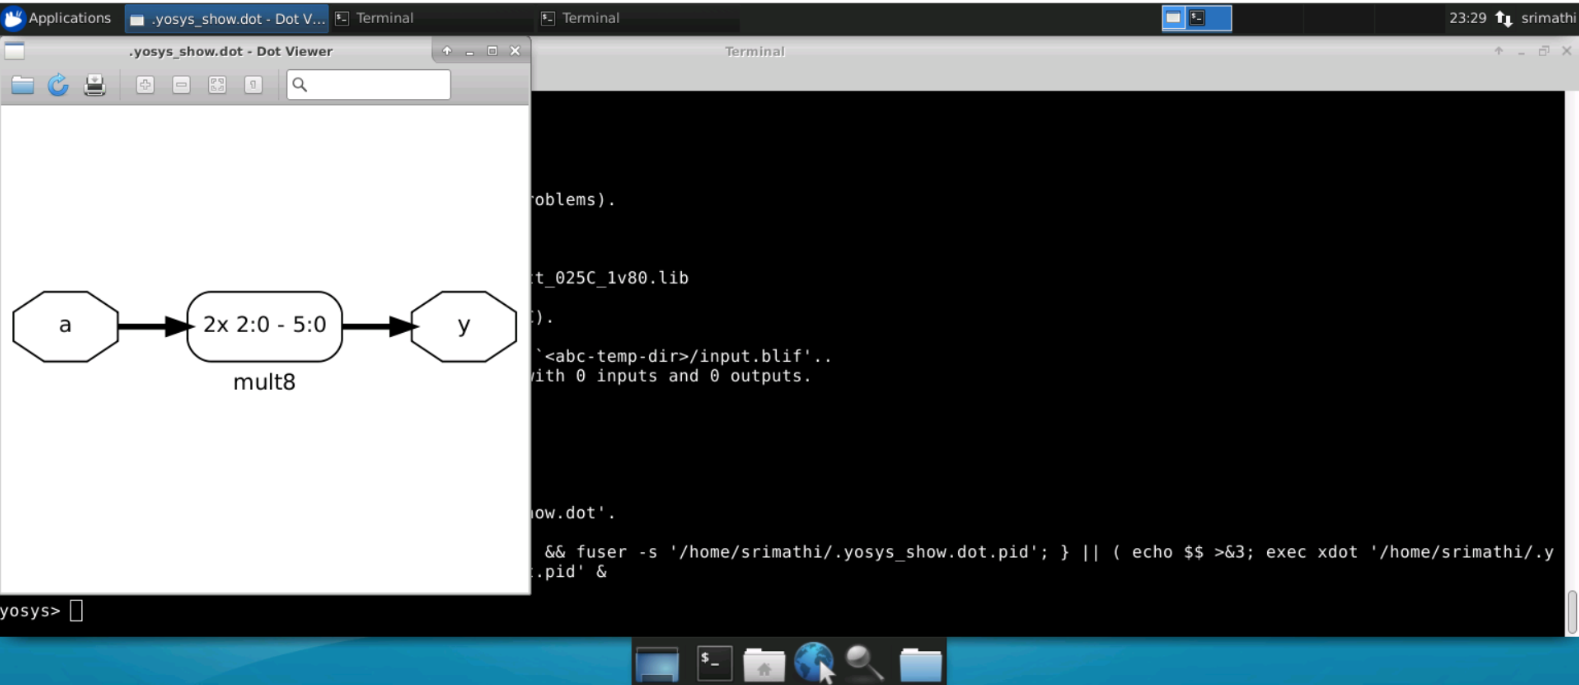 Applications .yosys_show.dot - Dot V... Terminal Terminal 23:29 srimathi
.yosys_show.dot - Dot Viewer
Terminal
oblems).
t_025C_1v80.lib
).
`<abc-temp-dir>/input.blif'..
ith 0 inputs and 0 outputs.
a
2x 2:0 - 5:0
y
mult8
ow.dot'.
&& fuser -s '/home/srimathi/.yosys_show.dot.pid'; } || ( echo $$ >&3; exec xdot '/home/srimathi/.y
.pid' &
yosys>
$_